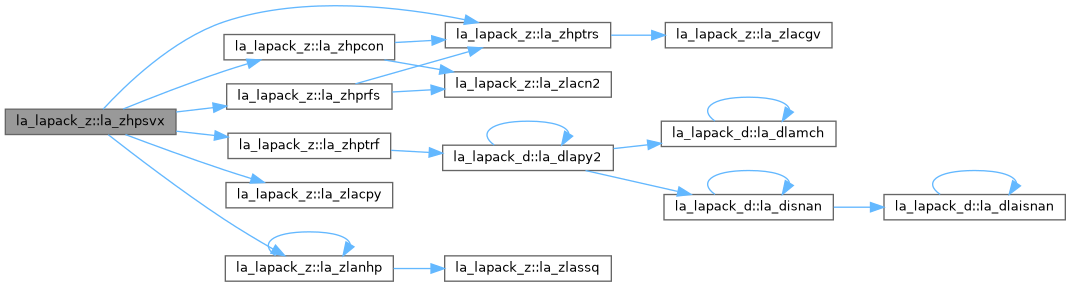 la_lapack_z::la_zhpsvx
la_lapack_z::la_zhpcon
la_lapack_z::la_zhprfs
la_lapack_z::la_zhptrf
la_lapack_z::la_zlacpy
la_lapack_z::la_zlanhp
la_lapack_z::la_zhptrs
la_lapack_z::la_zlacn2
la_lapack_d::la_dlapy2
la_lapack_z::la_zlassq
la_lapack_z::la_zlacgv
la_lapack_d::la_dlamch
la_lapack_d::la_disnan
la_lapack_d::la_dlaisnan